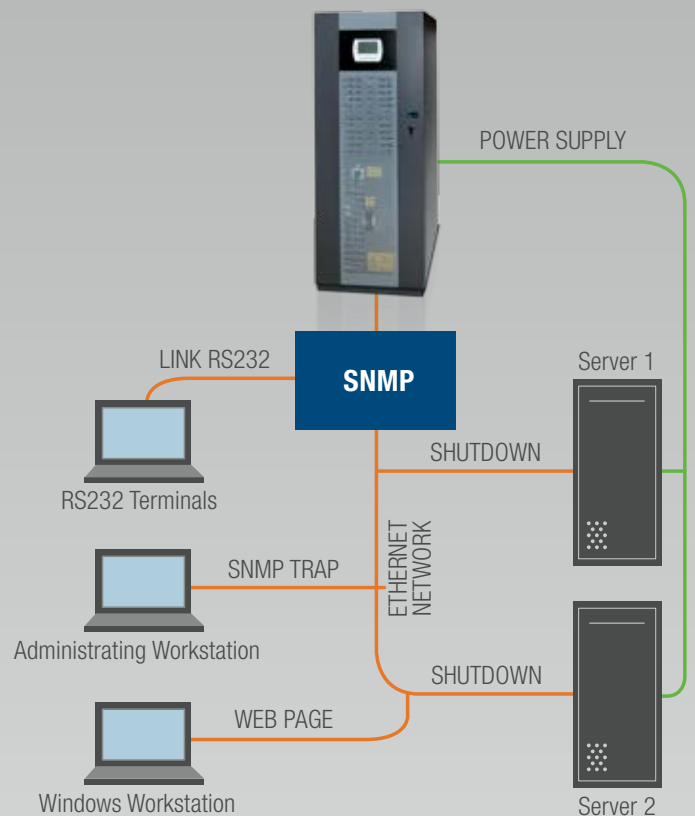 POWER SUPPLY
LINK RS232
SNMP
Server 1
RS232 Terminals
SHUTDOWN
ETHERNET
NETWORK
SNMP TRAP
Administrating Workstation
SHUTDOWN
WEB PAGE
Windows Workstation
Server 2